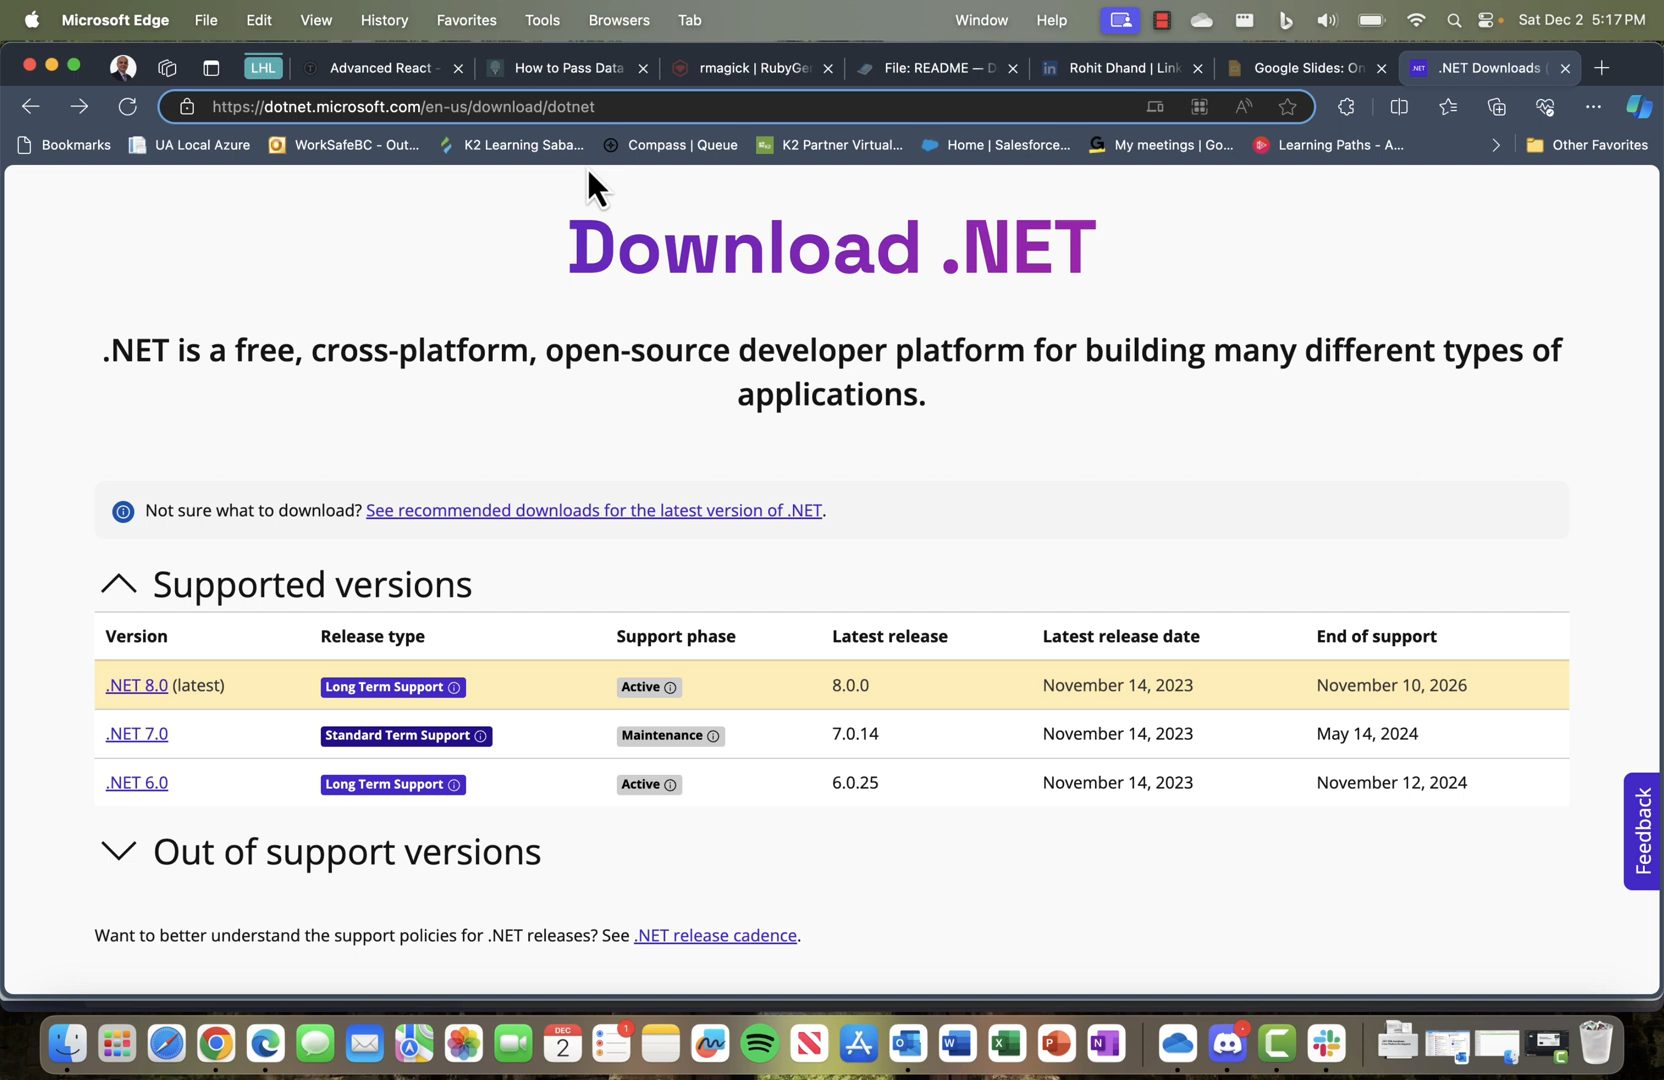 Microsoft Edge File Edit View History Favorites Tools Browsers Tab Window Help Sat Dec 2 5:17 PM
LHL Advanced React - How to Pass Data rmagick | RubyGe File: README — D Rohit Dhand | Link Google Slides: On .NET Downloads (
https://dotnet.microsoft.com/en-us/download/dotnet
Bookmarks UA Local Azure WorkSafeBC - Out... K2 Learning Saba... Compass | Queue K2 Partner Virtual... Home | Salesforce... My meetings | Go... Learning Paths - A... Other Favorites
Download .NET
.NET is a free, cross-platform, open-source developer platform for building many different types of
applications.
Not sure what to download? See recommended downloads for the latest version of .NET.
Supported versions
Version Release type Support phase Latest release Latest release date End of support
.NET 8.0 (latest) Long Term Support Active 8.0.0 November 14, 2023 November 10, 2026
.NET 7.0 Standard Term Support Maintenance 7.0.14 November 14, 2023 May 14, 2024
.NET 6.0 Long Term Support Active 6.0.25 November 14, 2023 November 12, 2024
Feedback
Out of support versions
Want to better understand the support policies for .NET releases? See .NET release cadence.
DEC
2
1